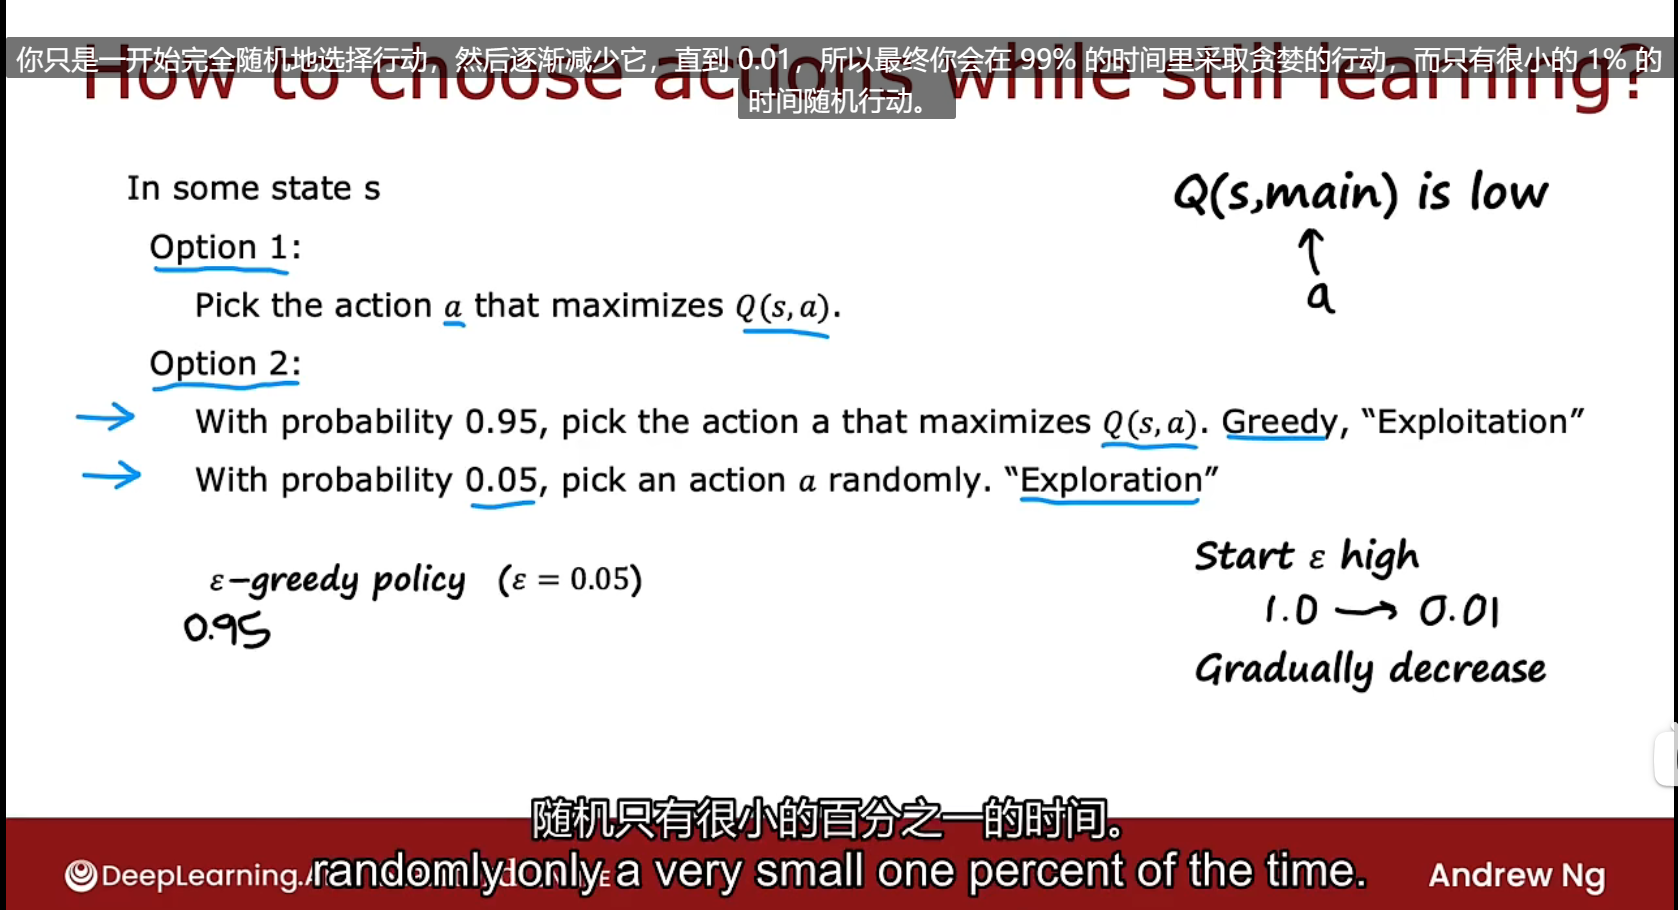 How to choose actions while still learning?
你只是一开始完全随机地选择行动，然后逐渐减少它，直到 0.01，所以最终你会在 99% 的时间里采取贪婪的行动，而只有很小的 1% 的
时间随机行动。
In some state s
Q(s,main) is low
↑
a
Option 1:
Pick the action a that maximizes Q(s, a).
Option 2:
→ With probability 0.95, pick the action a that maximizes Q(s, a). Greedy, “Exploitation”
→ With probability 0.05, pick an action a randomly. “Exploration”
ε-greedy policy (ε = 0.05)
0.95
Start ε high
1.0 → 0.01
Gradually decrease
随机只有很小的百分之一的时间。
randomly only a very small one percent of the time.
DeepLearning.
Andrew Ng